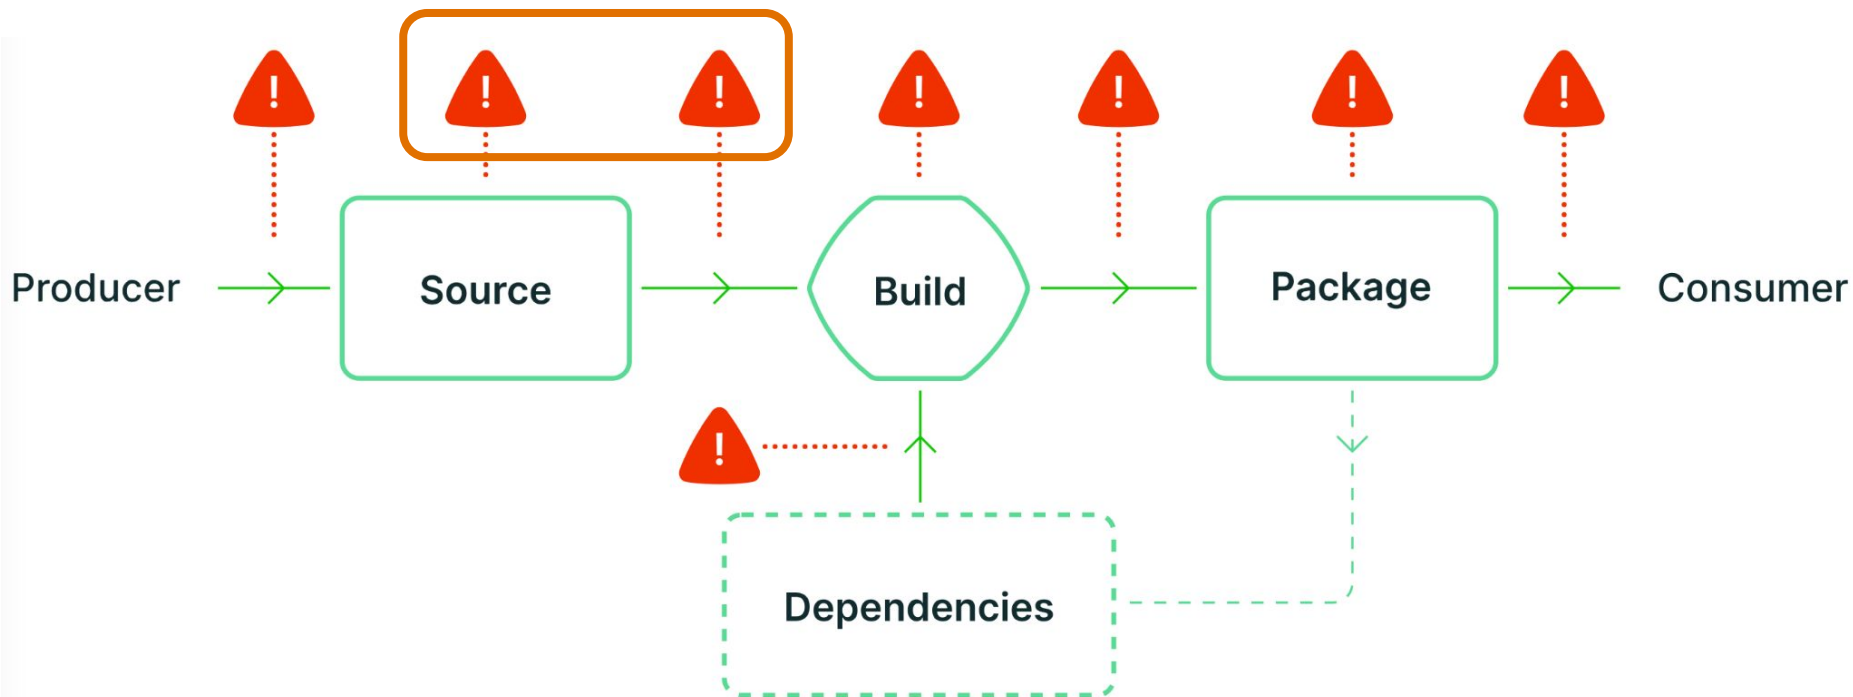 !
!
!
!
!
!
!
Producer
Source
Build
Package
Consumer
!
Dependencies